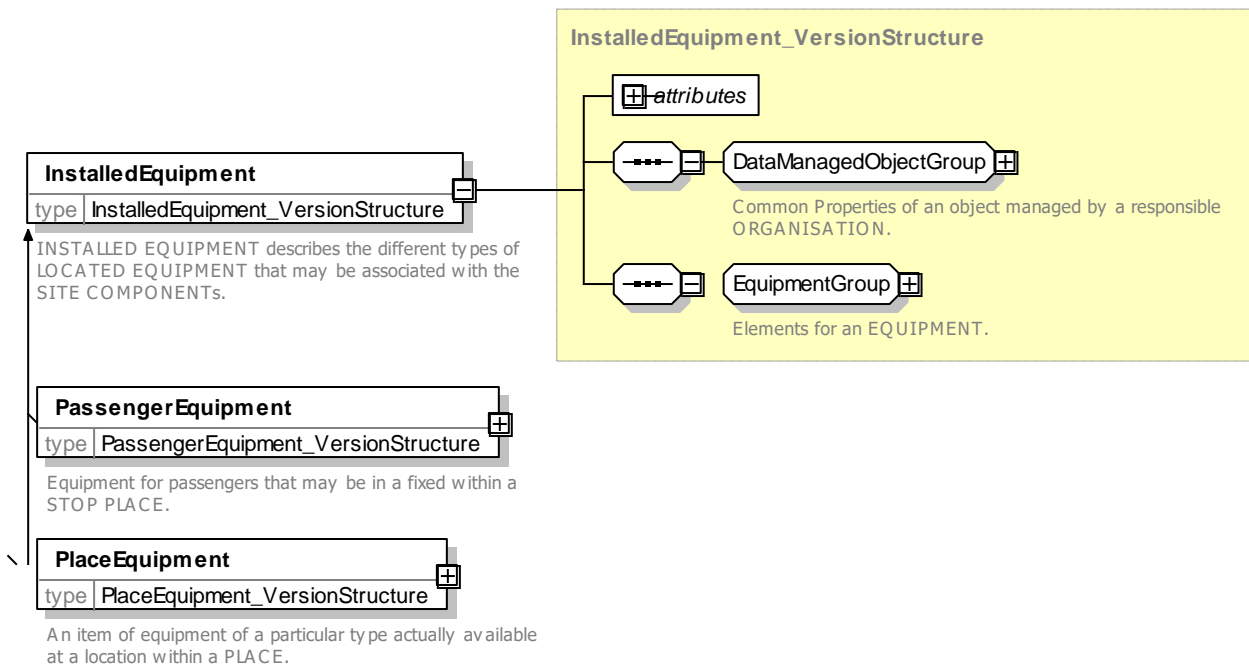 InstalledEquipment_VersionStructure
attributes
InstalledEquipment
type InstalledEquipment_VersionStructure
INSTALLED EQUIPMENT describes the different types of
LOCATED EQUIPMENT that may be associated with the
SITE COMPONENTs.
DataManagedObjectGroup
Common Properties of an object managed by a responsible
ORGANISATION.
EquipmentGroup
Elements for an EQUIPMENT.
PassengerEquipment
type PassengerEquipment_VersionStructure
Equipment for passengers that may be in a fixed within a
STOP PLACE.
PlaceEquipment
type PlaceEquipment_VersionStructure
An item of equipment of a particular type actually available
at a location within a PLACE.